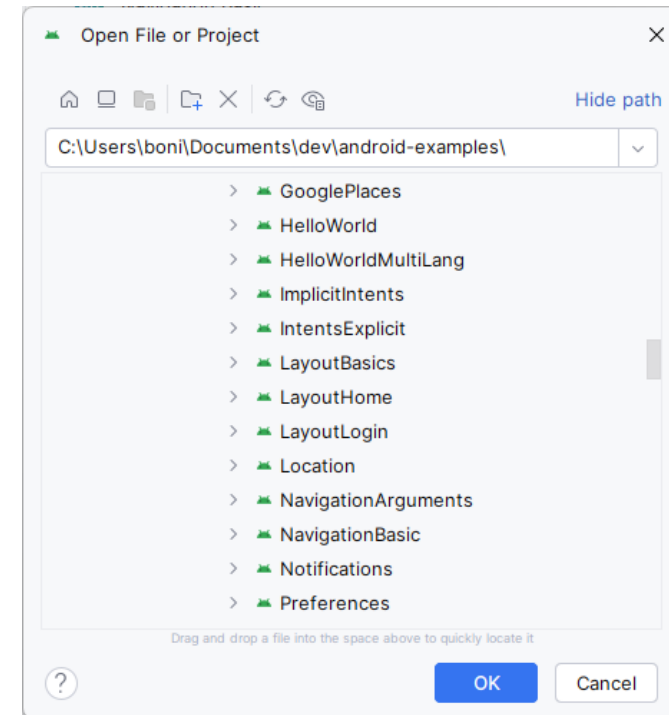 Open File or Project
Hide path
C:\Users\boni\Documents\dev\android-examples\
GooglePlaces
HelloWorld
HelloWorldMultiLang
ImplicitIntents
IntentsExplicit
LayoutBasics
LayoutHome
LayoutLogin
Location
NavigationArguments
NavigationBasic
Notifications
Preferences
Drag and drop a file into the space above to quickly locate it
?
OK Cancel